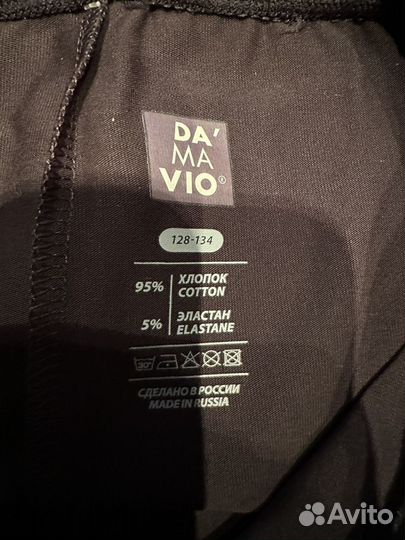 DA'
MA
VIO®
128-134
95% ХЛОПОК
COTTON
5% ЭЛАСТАН
ELASTANE
30°
СДЕЛАНО В РОССИИ
MADE IN RUSSIA
Avito